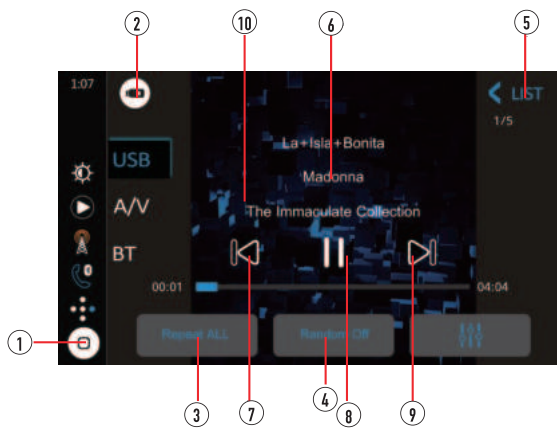 2 10 6 5
1:07
LIST
1/5
La+Isla+Bonita
USB
Madonna
A/V
The Immaculate Collection
BT
00:01 04:04
Repeat ALL Random Off
1
3 7 4 8 9